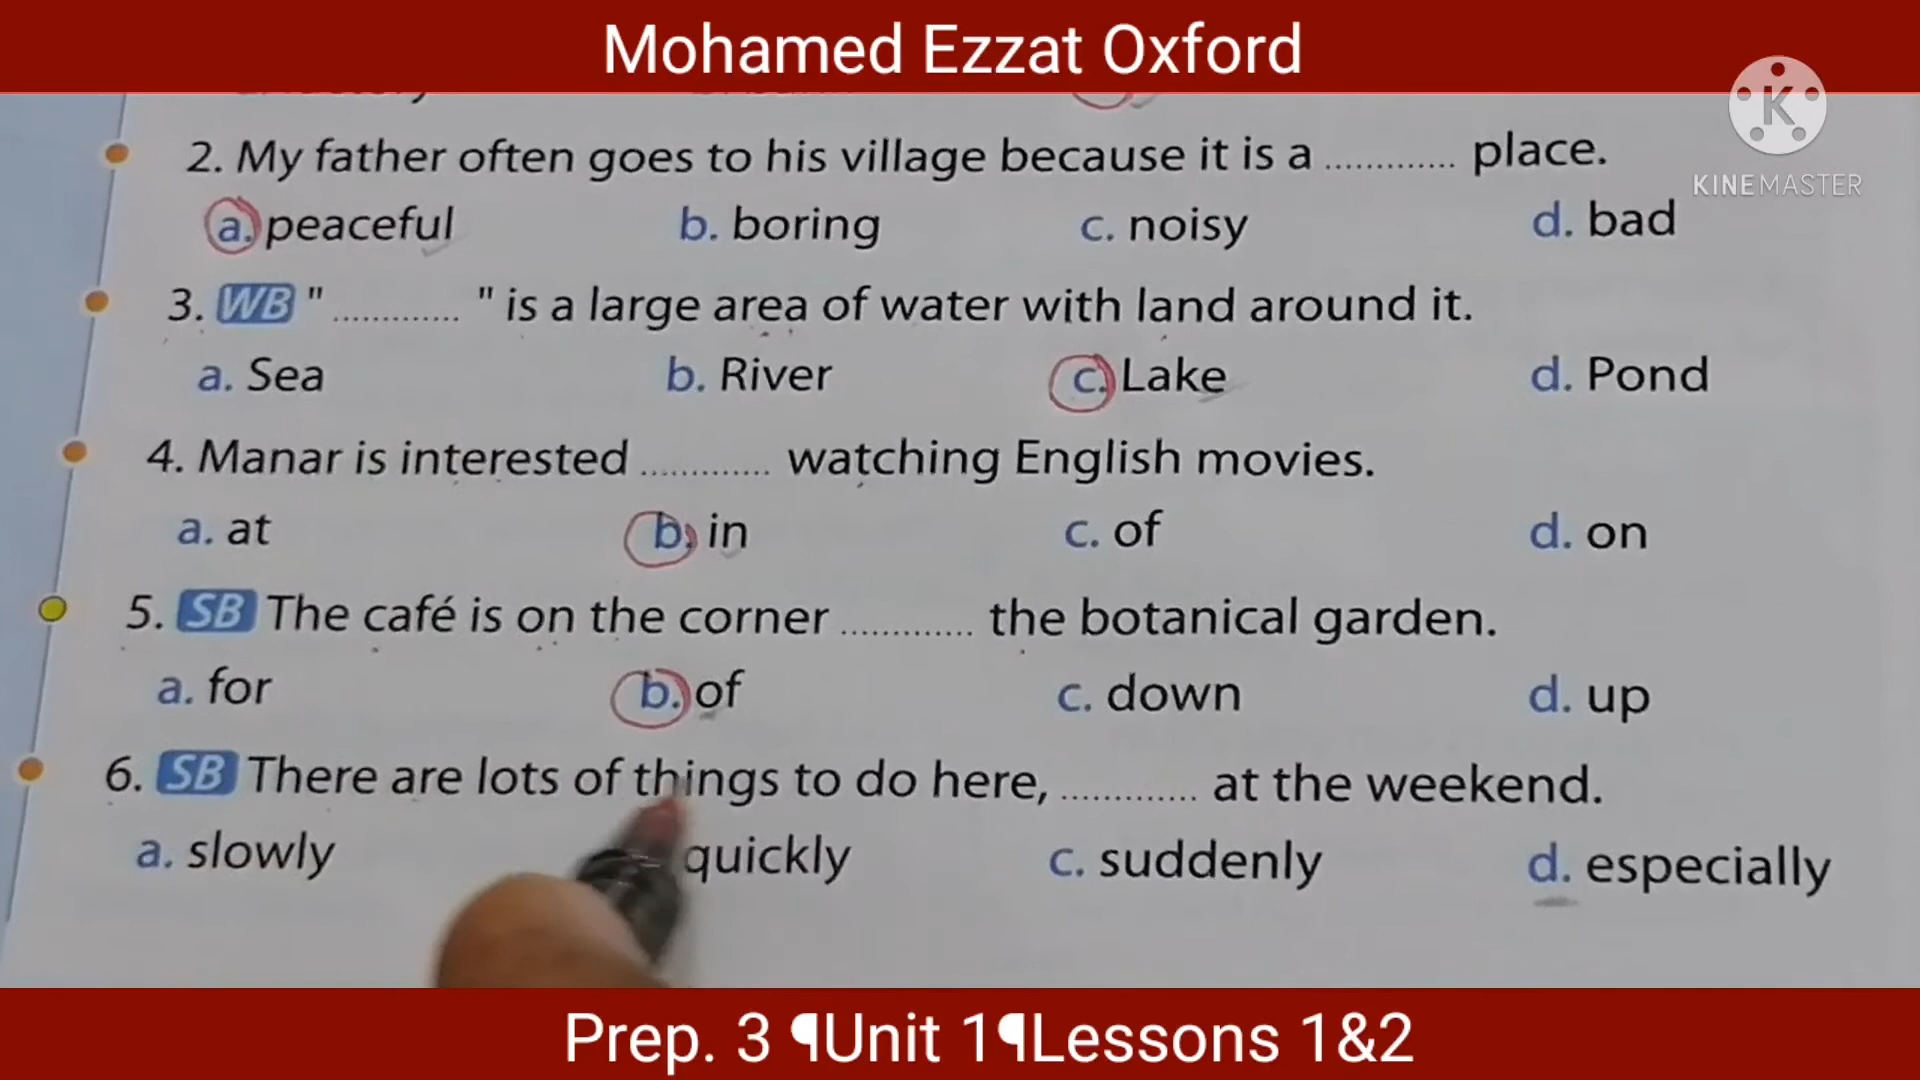 Mohamed Ezzat Oxford
KINEMASTER
2. My father often goes to his village because it is a ............ place.
a. peaceful b. boring c. noisy d. bad
3. WB " ............ " is a large area of water with land around it.
a. Sea b. River c. Lake d. Pond
4. Manar is interested ............ watching English movies.
a. at b. in c. of d. on
5. SB The café is on the corner ............ the botanical garden.
a. for b. of c. down d. up
6. SB There are lots of things to do here, ............ at the weekend.
a. slowly quickly c. suddenly d. especially
Prep. 3 ¶Unit 1¶Lessons 1&2